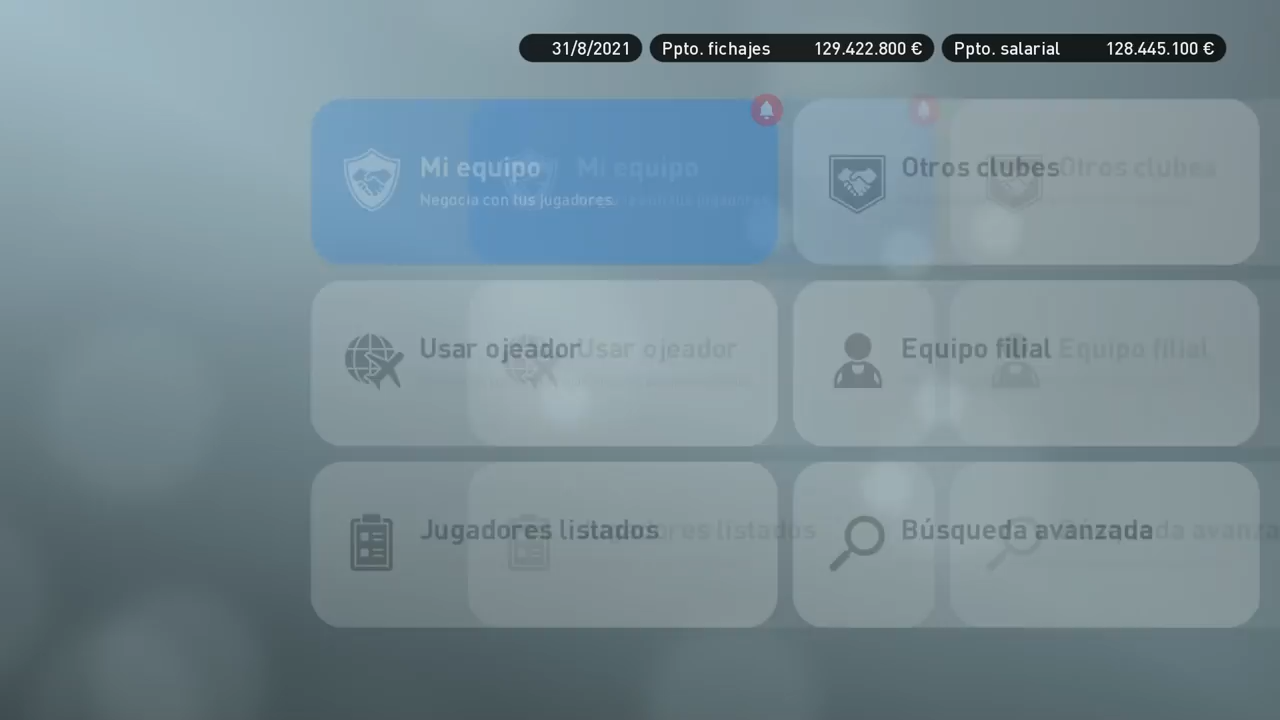 31/8/2021
Ppto. fichajes 129.422.800 €
Ppto. salarial 128.445.100 €
Mi equipo
Negocia con tus jugadores.
Otros clubes
Usar ojeador
Equipo filial
Jugadores listados
Búsqueda avanzada